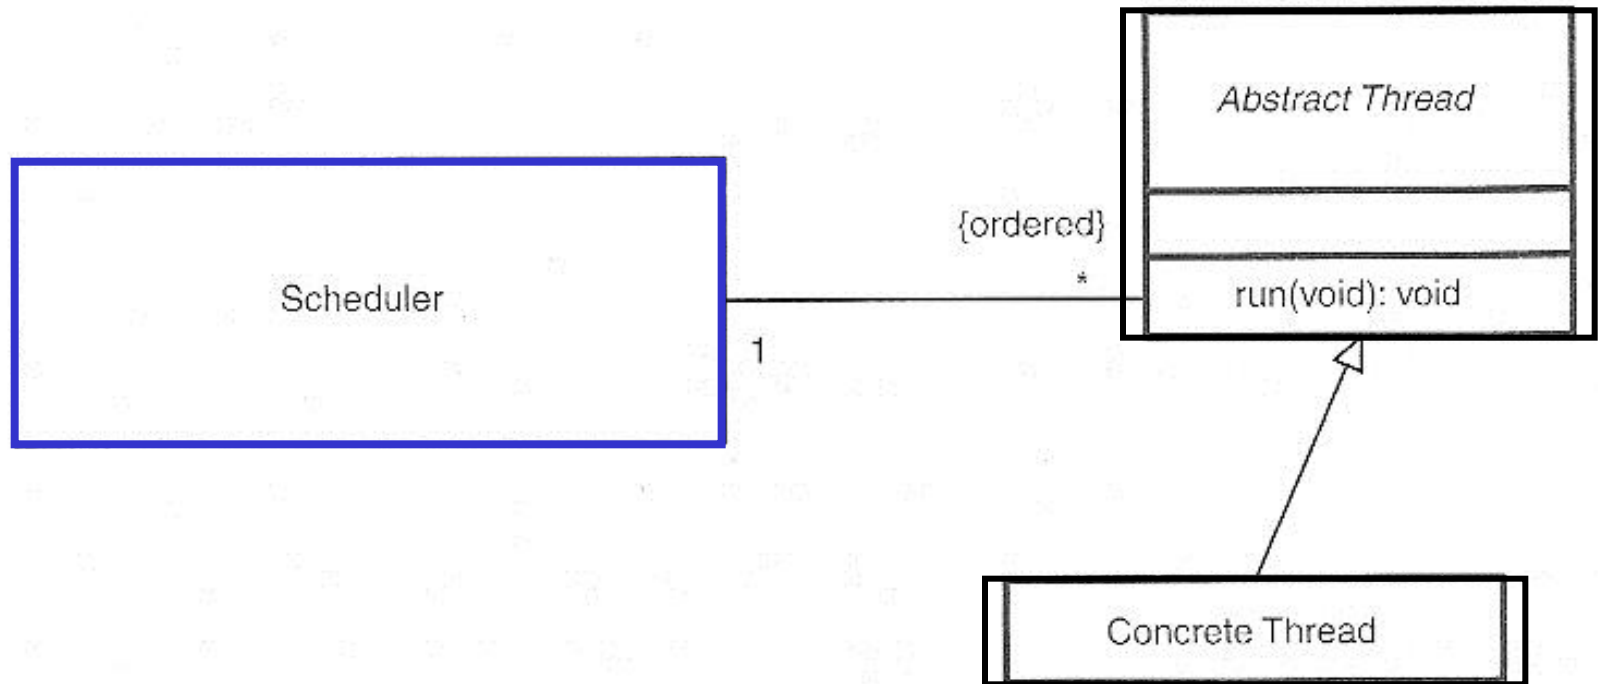 Abstract Thread
{ordered}
*
run(void): void
Scheduler
1
Concrete Thread